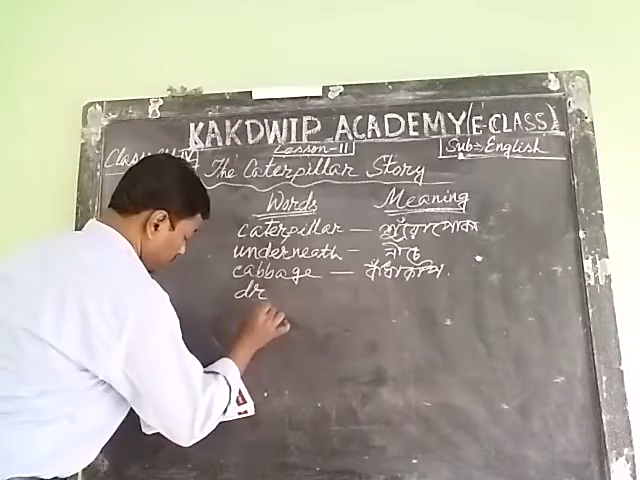 KAKDWIP ACADEMY (E-CLASS)
Lesson-11
Sub:- English
The Caterpillar Story
Words Meaning
caterpillar — শুঁয়াপোকা
underneath - নীচে
cabbage — বাঁধাকপি.
dr